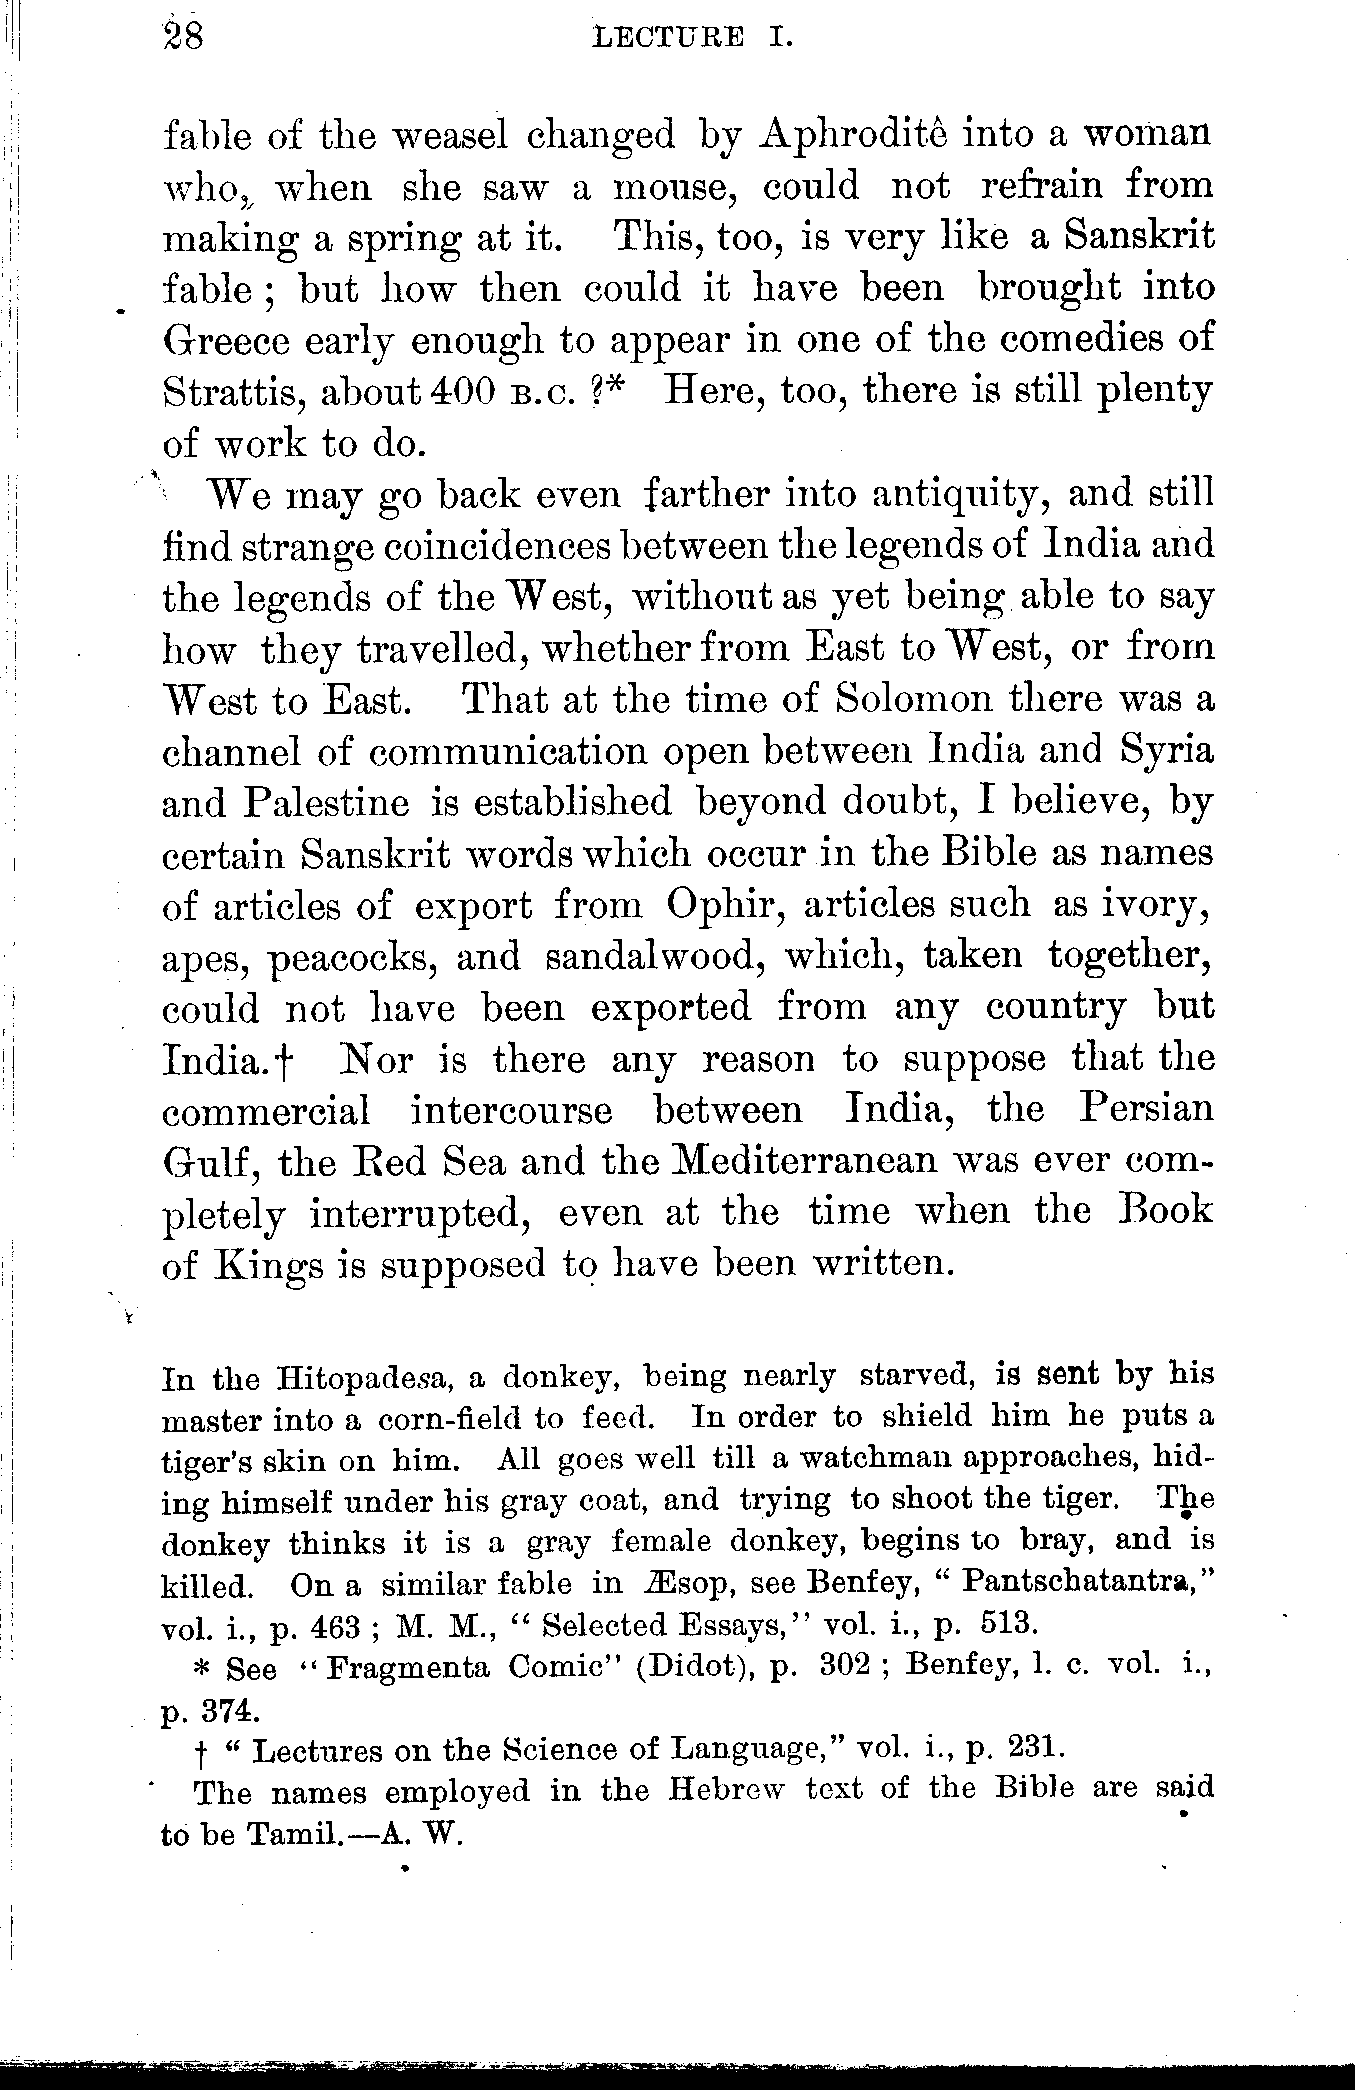 28 LECTURE I.
fable of the weasel changed by Aphroditê into a woman
who, when she saw a mouse, could not refrain from
making a spring at it. This, too, is very like a Sanskrit
fable ; but how then could it have been brought into
Greece early enough to appear in one of the comedies of
Strattis, about 400 B.C. ?* Here, too, there is still plenty
of work to do.
We may go back even farther into antiquity, and still
find strange coincidences between the legends of India and
the legends of the West, without as yet being able to say
how they travelled, whether from East to West, or from
West to East. That at the time of Solomon there was a
channel of communication open between India and Syria
and Palestine is established beyond doubt, I believe, by
certain Sanskrit words which occur in the Bible as names
of articles of export from Ophir, articles such as ivory,
apes, peacocks, and sandalwood, which, taken together,
could not have been exported from any country but
India.† Nor is there any reason to suppose that the
commercial intercourse between India, the Persian
Gulf, the Red Sea and the Mediterranean was ever com-
pletely interrupted, even at the time when the Book
of Kings is supposed to have been written.
In the Hitopadesa, a donkey, being nearly starved, is sent by his
master into a corn-field to feed. In order to shield him he puts a
tiger's skin on him. All goes well till a watchman approaches, hid-
ing himself under his gray coat, and trying to shoot the tiger. The
donkey thinks it is a gray female donkey, begins to bray, and is
killed. On a similar fable in Æsop, see Benfey, “ Pantschatantra,”
vol. i., p. 463 ; M. M., “ Selected Essays,” vol. i., p. 513.
* See “ Fragmenta Comic” (Didot), p. 302 ; Benfey, l. c. vol. i.,
p. 374.
† “ Lectures on the Science of Language,” vol. i., p. 231.
The names employed in the Hebrew text of the Bible are said
to be Tamil.—A. W.